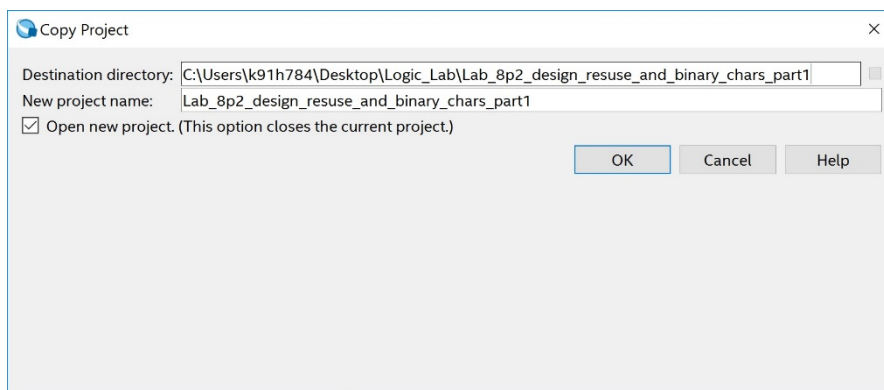 Copy Project
Destination directory: C:\Users\k91h784\Desktop\Logic_Lab\Lab_8p2_design_resuse_and_binary_chars_part1
New project name: Lab_8p2_design_resuse_and_binary_chars_part1
Open new project. (This option closes the current project.)
OK Cancel Help